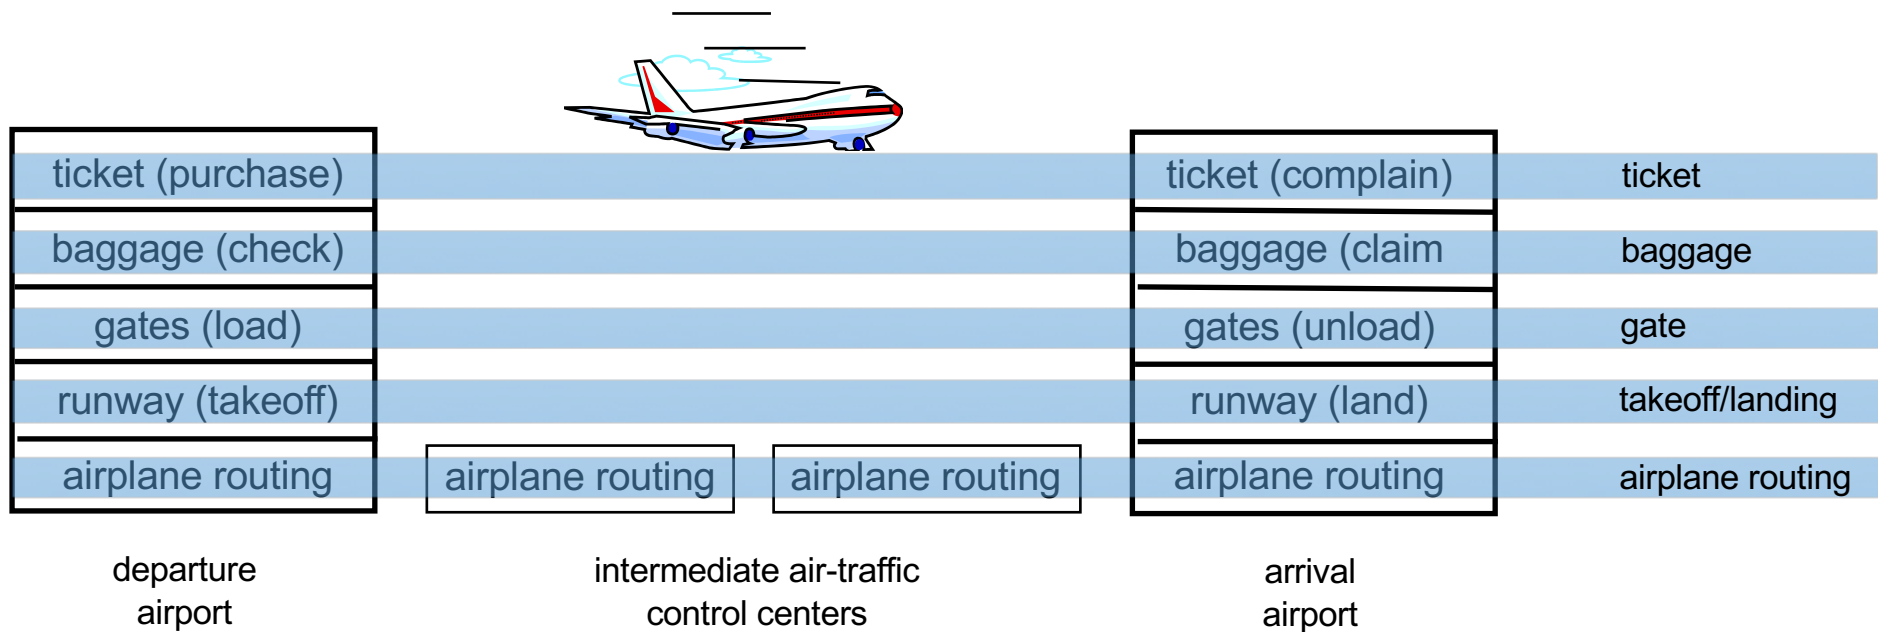 ticket (purchase)
ticket (complain)
ticket
baggage (check)
baggage (claim
baggage
gates (load)
gates (unload)
gate
runway (takeoff)
runway (land)
takeoff/landing
airplane routing
airplane routing
airplane routing
airplane routing
airplane routing
departure
airport
intermediate air-traffic
control centers
arrival
airport